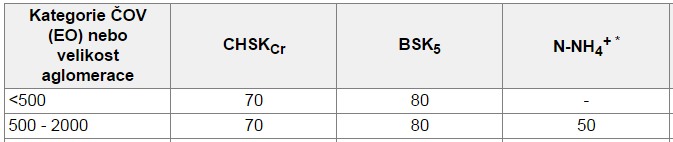 Kategorie ČOV
(EO) nebo
velikost
aglomerace
CHSKCr
BSK5
N-NH4+ *
<500
70
80
-
500 - 2000
70
80
50